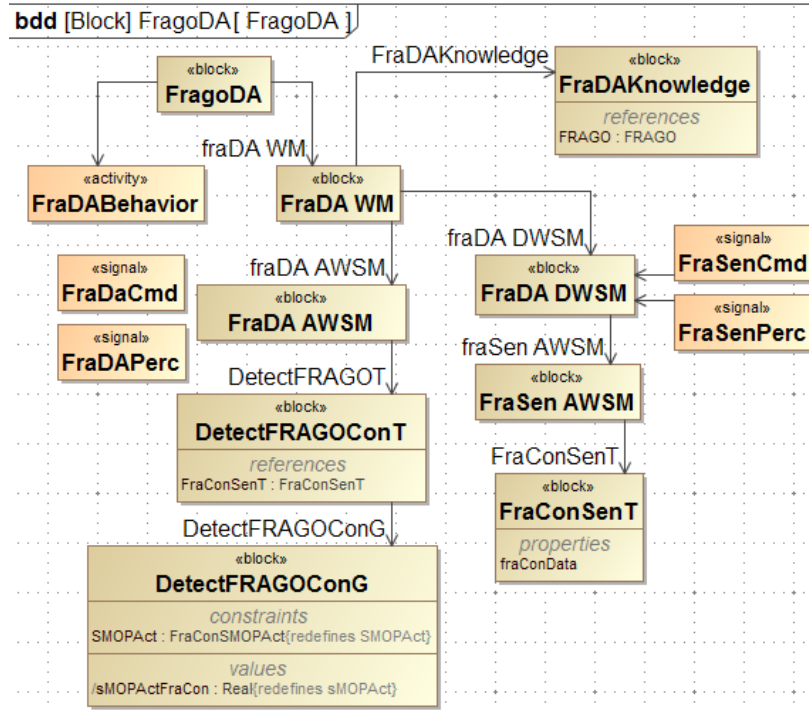 bdd [Block] FragoDA[ FragoDA ]
«block»
FragoDA
FraDAKnowledge
«block»
FraDAKnowledge
references
FRAGO : FRAGO
fraDA WM
«activity»
FraDABehavior
«block»
FraDA WM
fraDA DWSM
«signal»
FraSenCmd
«signal»
FraDaCmd
fraDA AWSM
«block»
FraDA AWSM
«block»
FraDA DWSM
«signal»
FraSenPerc
«signal»
FraDAPerc
fraSen AWSM
«block»
FraSen AWSM
DetectFRAGOT
«block»
DetectFRAGOConT
references
FraConSenT : FraConSenT
FraConSenT
«block»
FraConSenT
properties
fraConData
DetectFRAGOConG
«block»
DetectFRAGOConG
constraints
SMOPAct : FraConSMOPAct{redefines SMOPAct}
values
/sMOPActFraCon : Real{redefines sMOPAct}